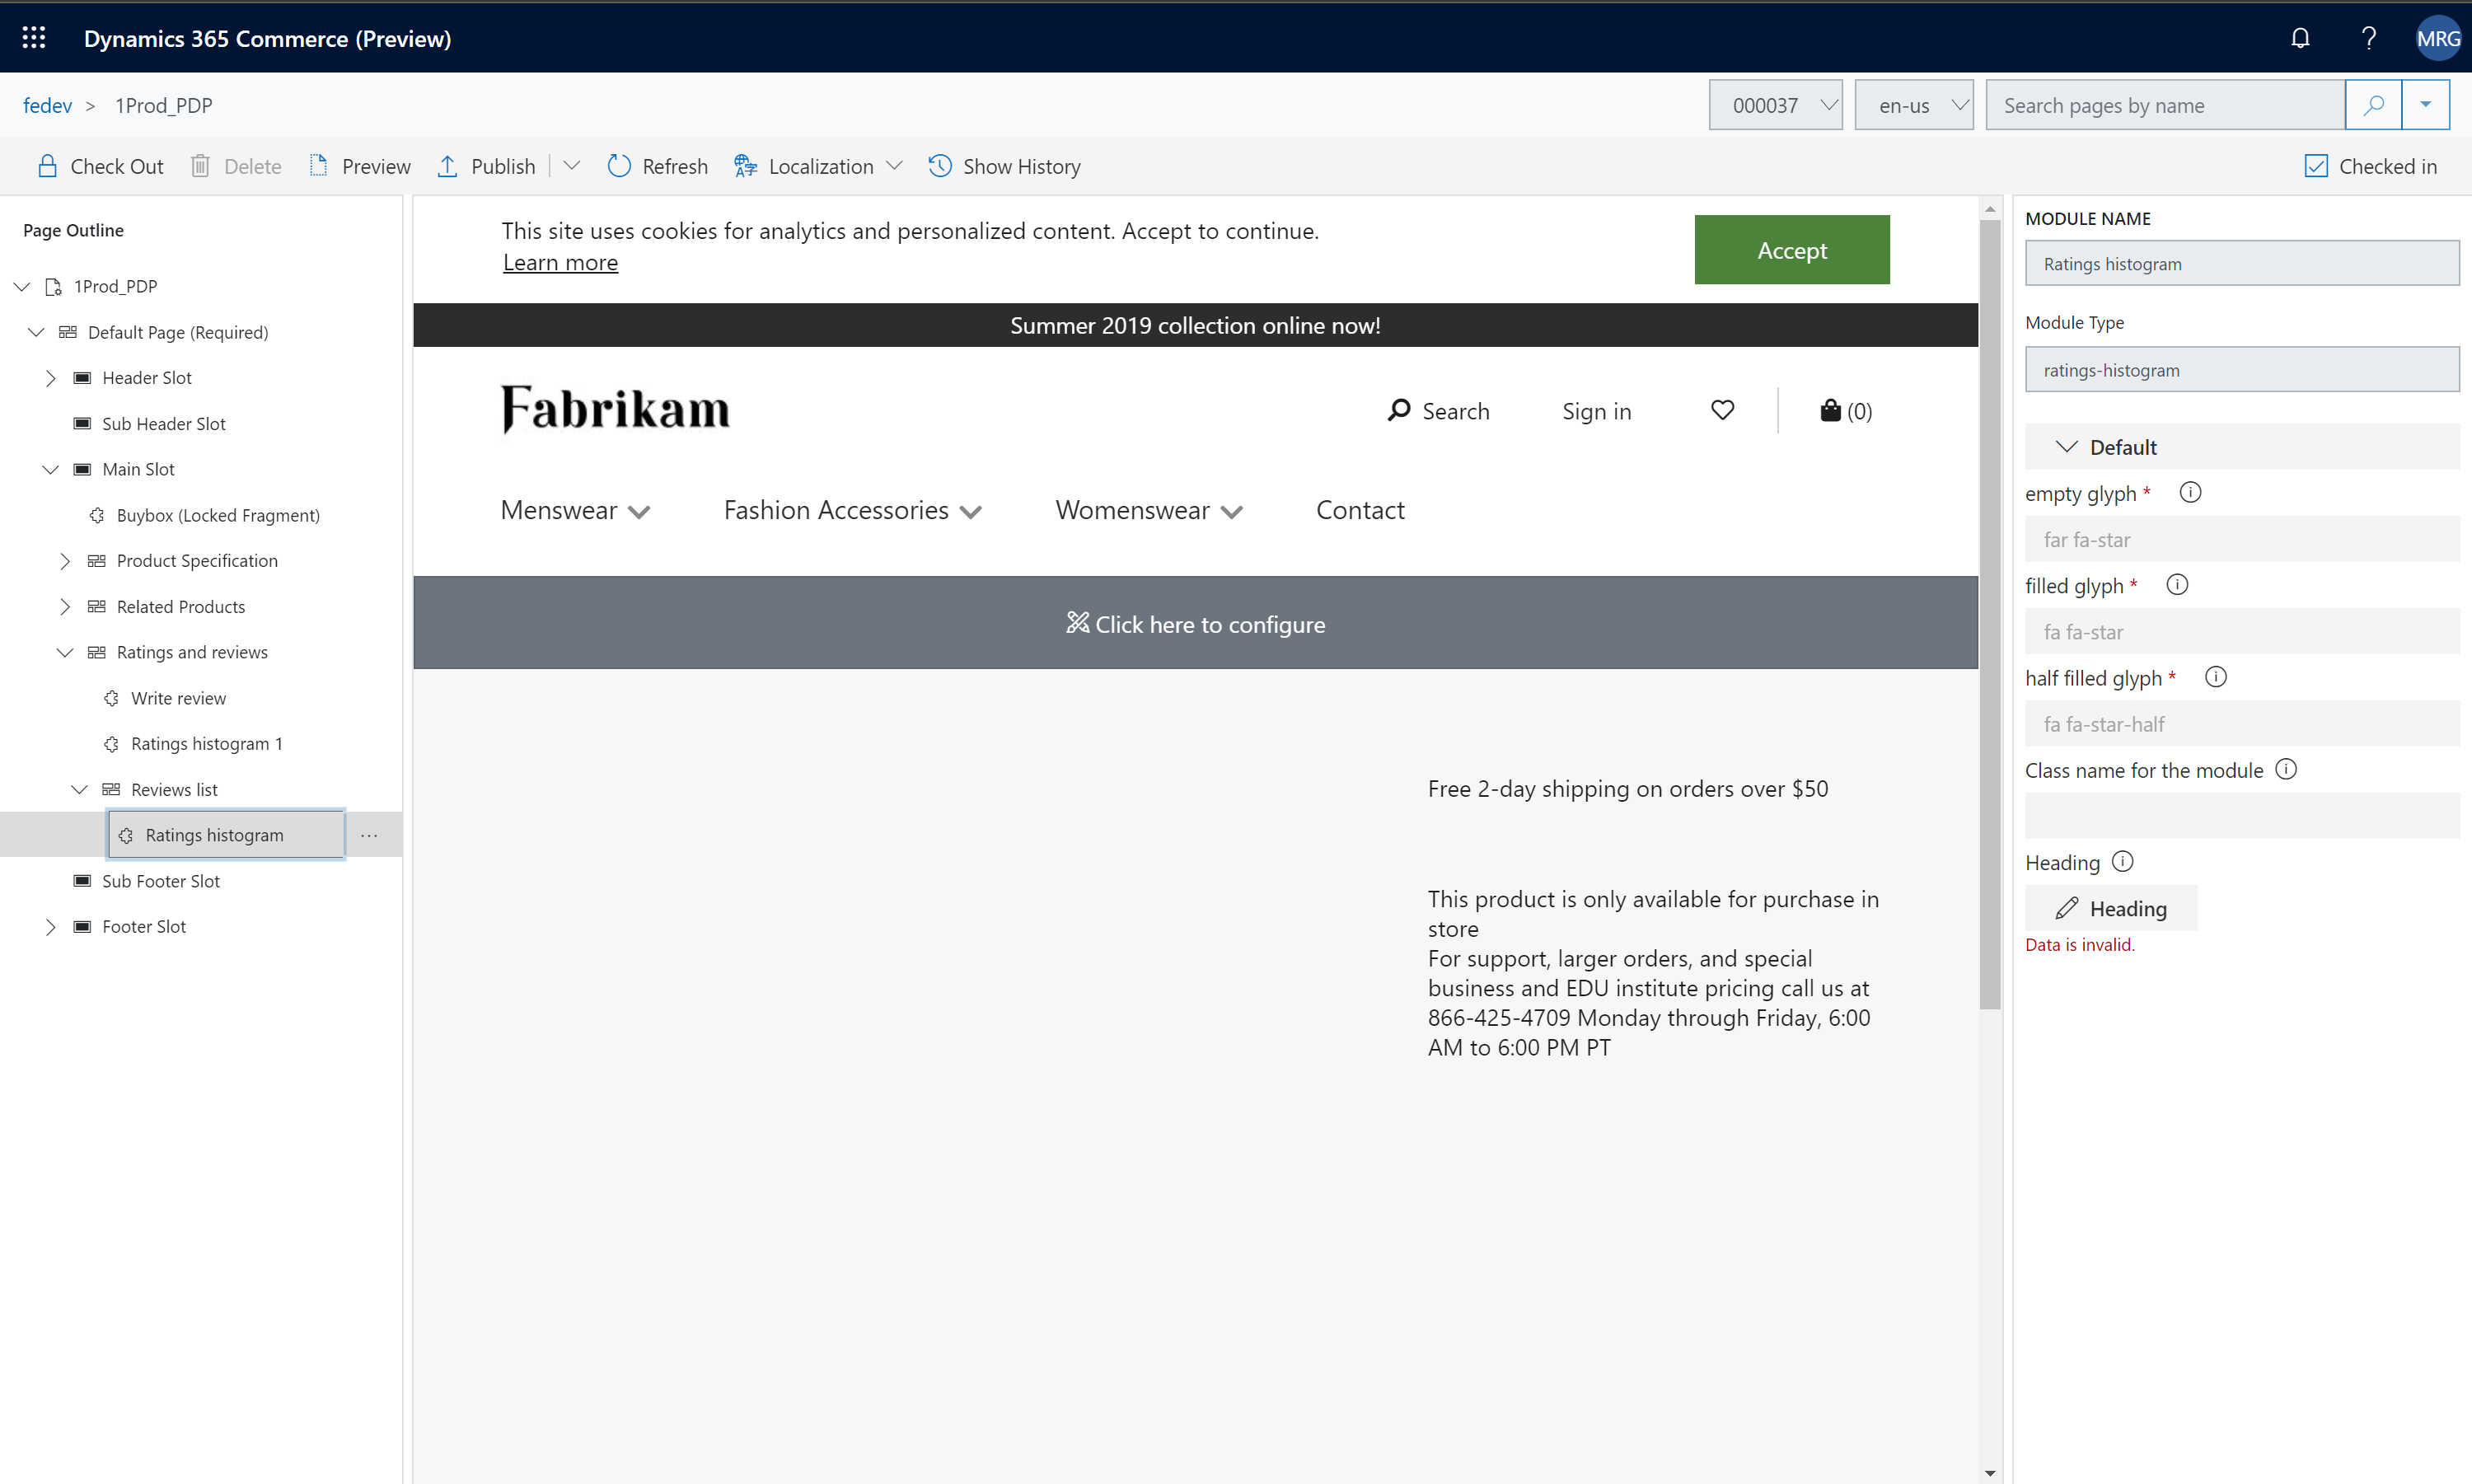 Dynamics 365 Commerce (Preview)
MRG
fedev > 1Prod_PDP
000037
en-us
Search pages by name
Check Out
Delete
Preview
Publish
Refresh
Localization
Show History
Checked in
Page Outline
1Prod_PDP
Default Page (Required)
Header Slot
Sub Header Slot
Main Slot
Buybox (Locked Fragment)
Product Specification
Related Products
Ratings and reviews
Write review
Ratings histogram 1
Reviews list
Ratings histogram
...
Sub Footer Slot
Footer Slot
This site uses cookies for analytics and personalized content. Accept to continue.
Learn more
Accept
Summer 2019 collection online now!
Fabrikam
Search
Sign in
(0)
Menswear
Fashion Accessories
Womenswear
Contact
Click here to configure
Free 2-day shipping on orders over $50
This product is only available for purchase in
store
For support, larger orders, and special
business and EDU institute pricing call us at
866-425-4709 Monday through Friday, 6:00
AM to 6:00 PM PT
MODULE NAME
Ratings histogram
Module Type
ratings-histogram
Default
empty glyph *
far fa-star
filled glyph *
fa fa-star
half filled glyph *
fa fa-star-half
Class name for the module
Heading
Heading
Data is invalid.